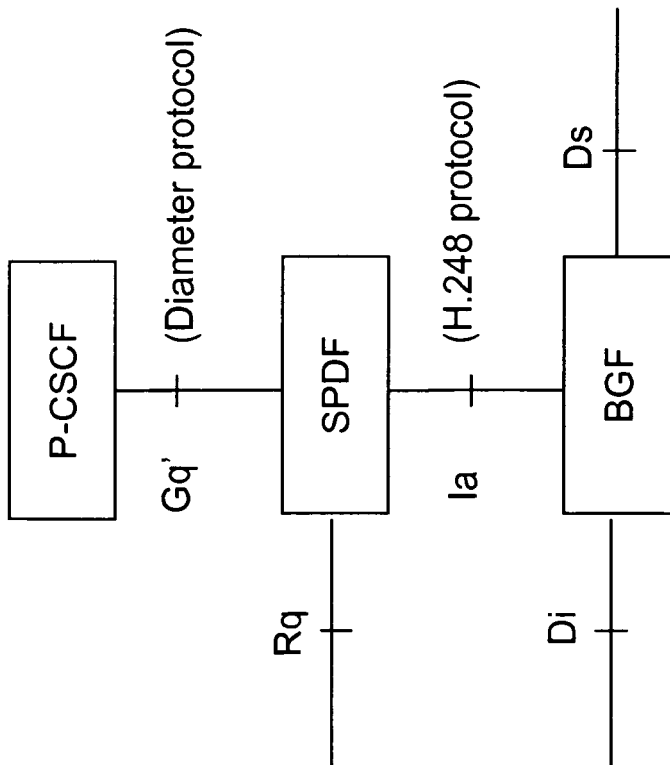 P-CSCF
Gq'
(Diameter protocol)
Rq
SPDF
Ia
(H.248 protocol)
Di
BGF
Ds